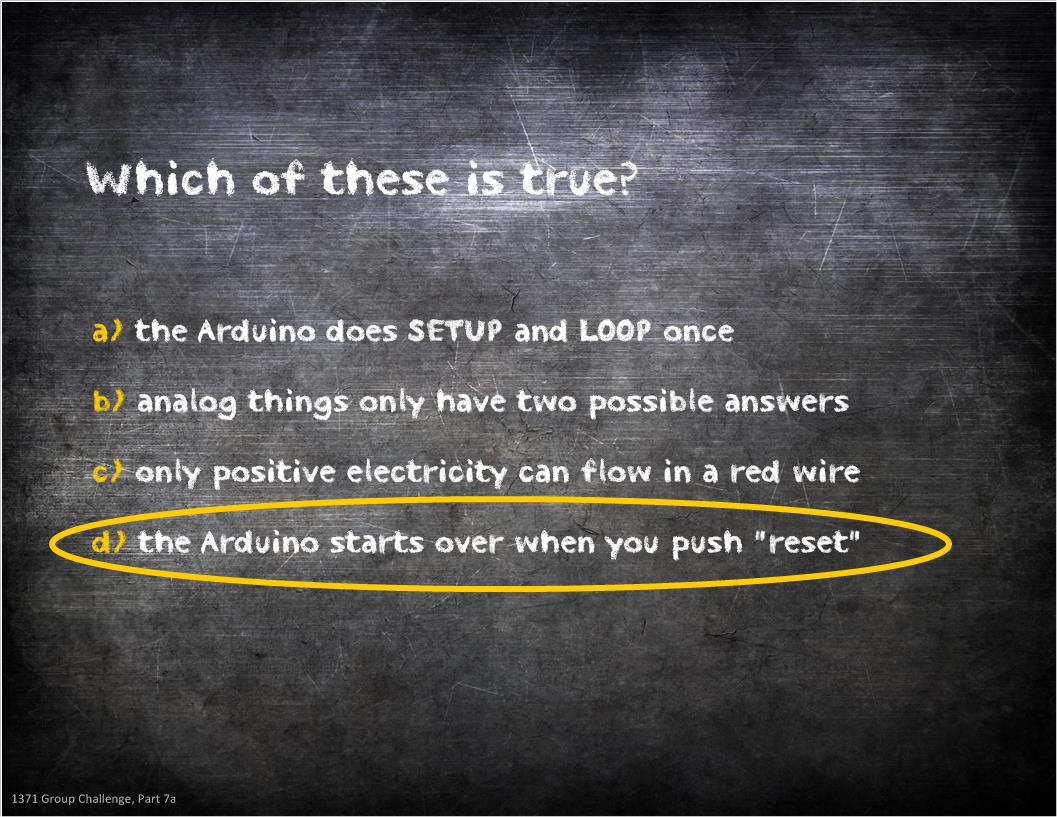 Which of these is true?
a) the Arduino does SETUP and LOOP once
b) analog things only have two possible answers
c) only positive electricity can flow in a red wire
d) the Arduino starts over when you push "reset"
1371 Group Challenge, Part 7a